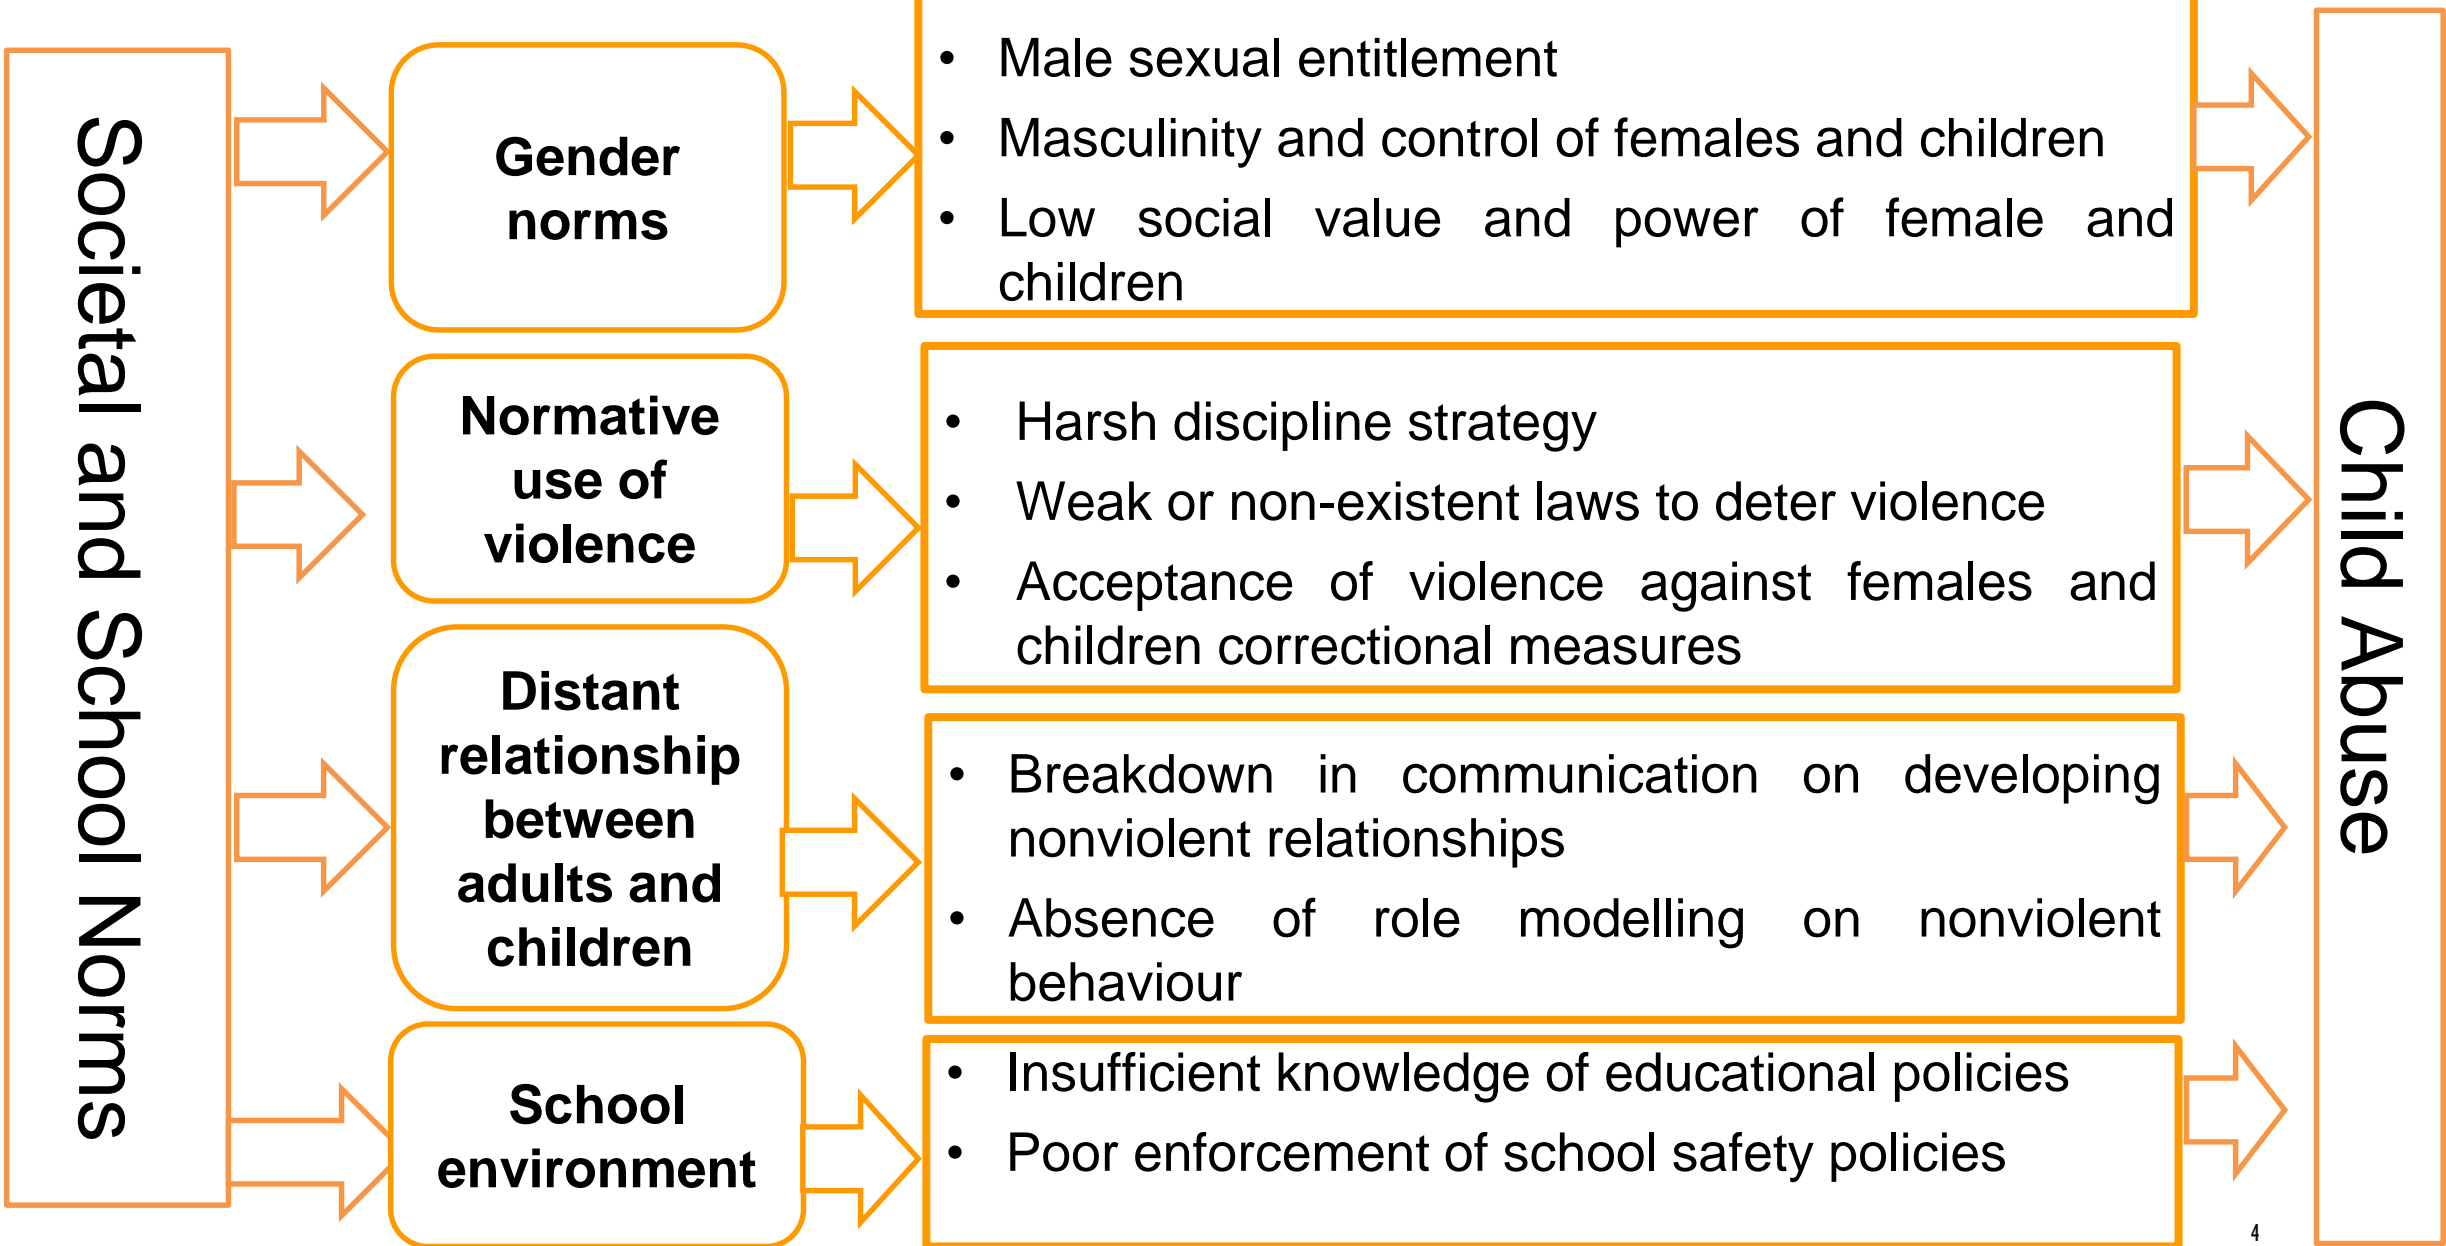 Societal and School Norms
Gender
norms
• Male sexual entitlement
• Masculinity and control of females and children
• Low social value and power of female and
children
Normative
use of
violence
• Harsh discipline strategy
• Weak or non-existent laws to deter violence
• Acceptance of violence against females and
children correctional measures
Distant
relationship
between
adults and
children
• Breakdown in communication on developing
nonviolent relationships
• Absence of role modelling on nonviolent
behaviour
School
environment
• Insufficient knowledge of educational policies
• Poor enforcement of school safety policies
Child Abuse
4